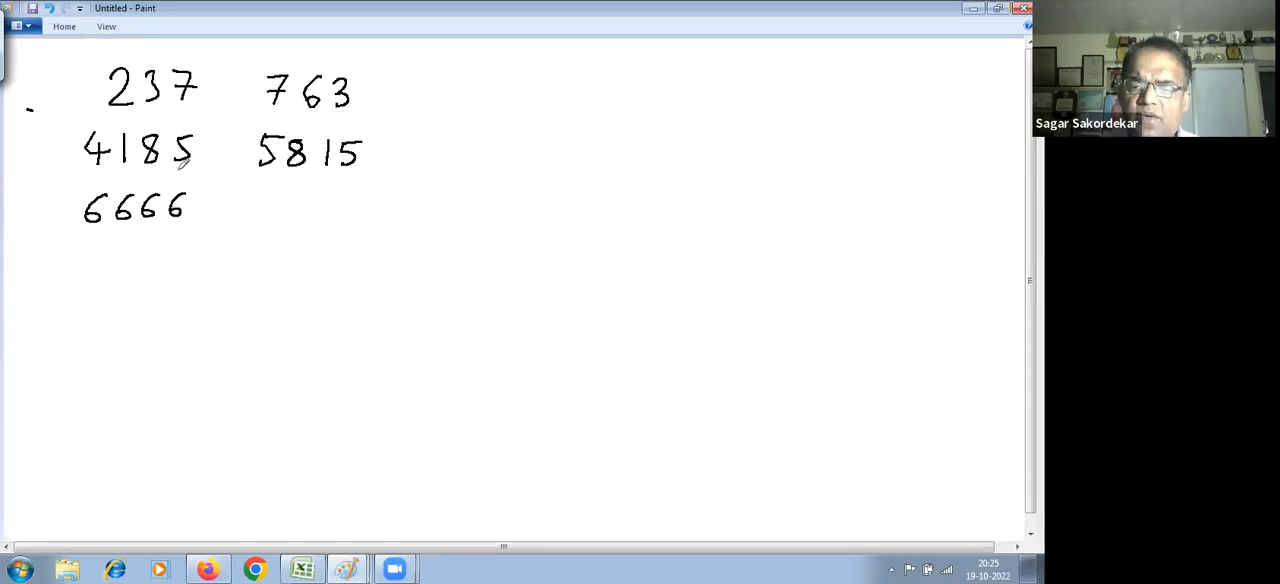 Untitled - Paint
Home View
237 763
4185 5815
6666
Sagar Sakordekar
20:25
19-10-2022